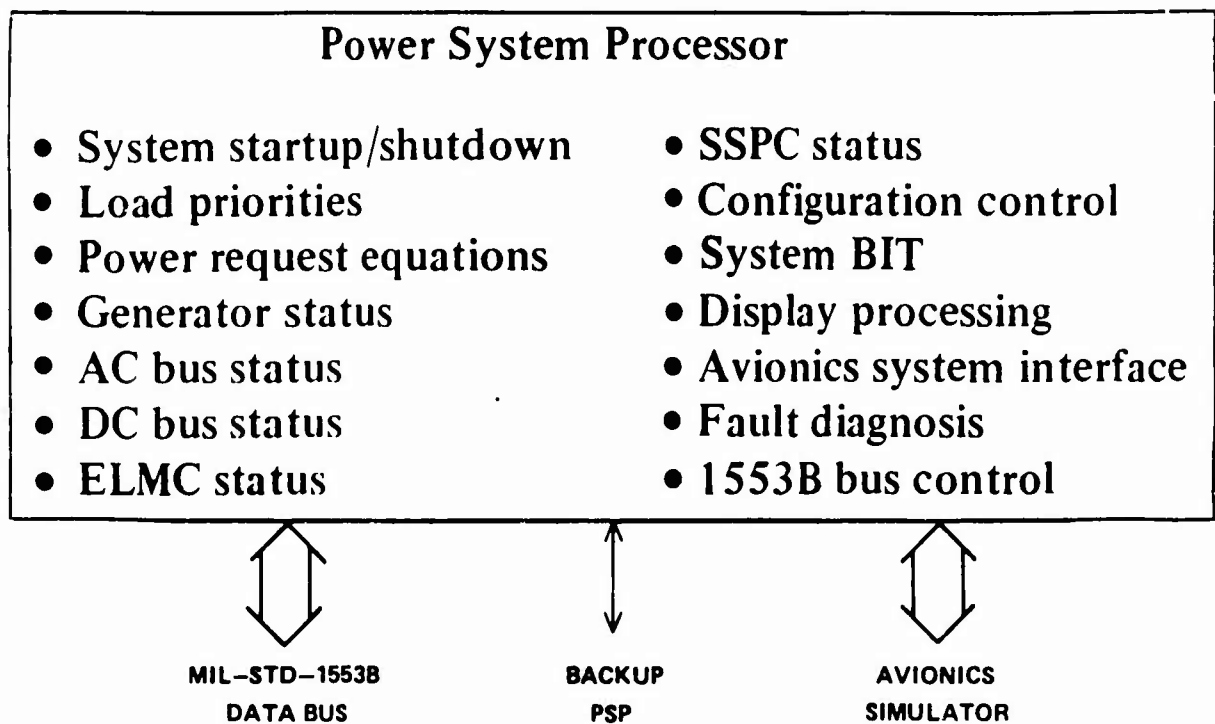 Power System Processor
• System startup/shutdown
• Load priorities
• Power request equations
• Generator status
• AC bus status
• DC bus status
• ELMC status
• SSPC status
• Configuration control
• System BIT
• Display processing
• Avionics system interface
• Fault diagnosis
• 1553B bus control
MIL-STD-1553B
DATA BUS
BACKUP
PSP
AVIONICS
SIMULATOR